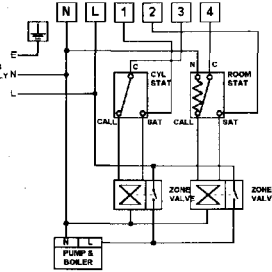 N L 1 2 3 4
E
Y N
L
C
CYL
STAT
N C
ROOM
STAT
CALL SAT
CALL SAT
ZONE
VALVE
ZONE
VALVE
N L
PUMP &
BOILER